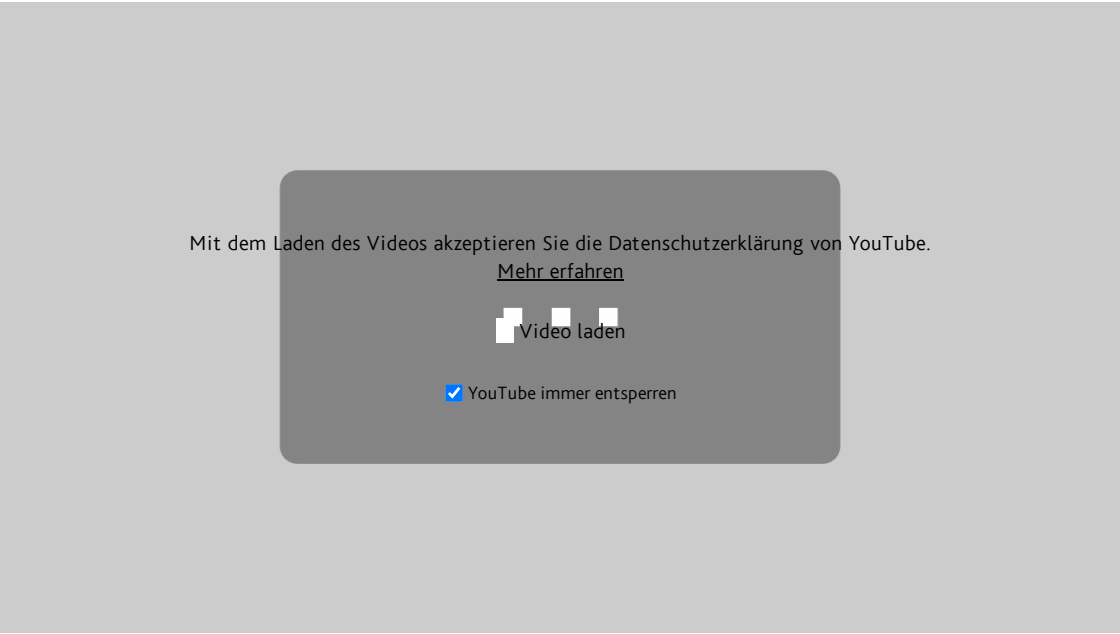 Mit dem Laden des Videos akzeptieren Sie die Datenschutzerklärung von YouTube.
Mehr erfahren
Video laden
YouTube immer entsperren